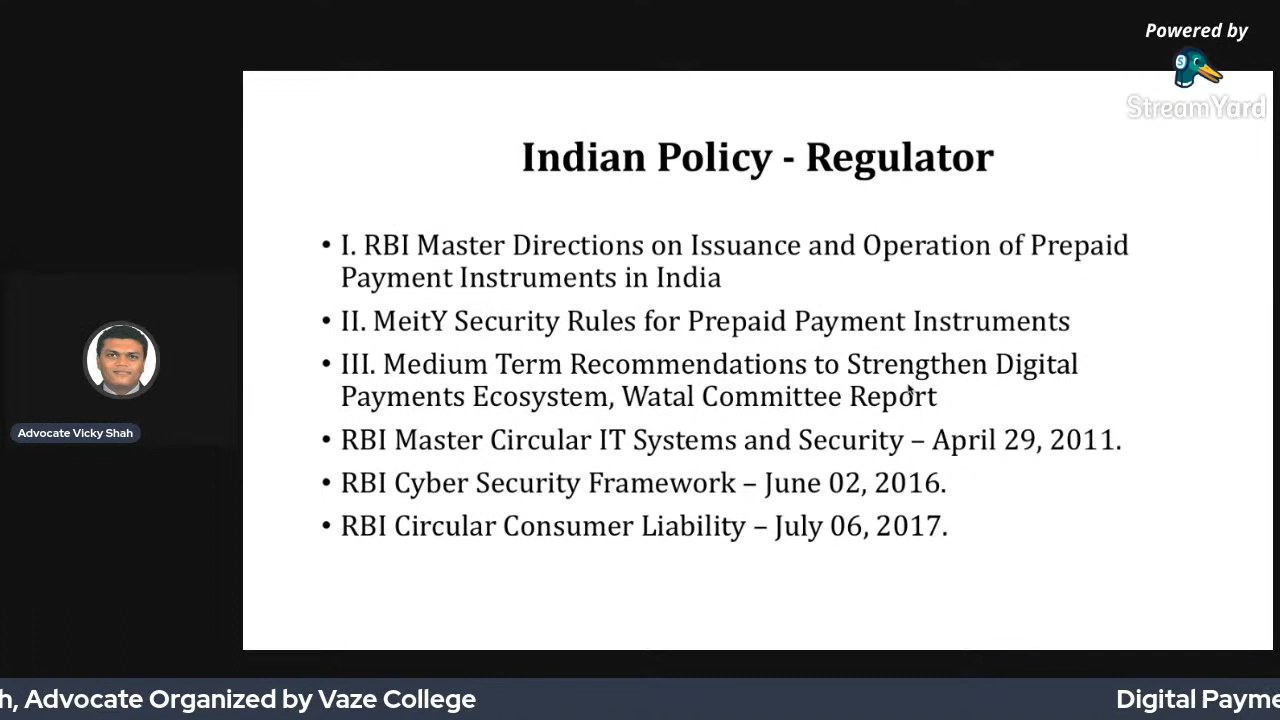 Powered by
StreamYard
Indian Policy - Regulator
• I. RBI Master Directions on Issuance and Operation of Prepaid
Payment Instruments in India
• II. MeitY Security Rules for Prepaid Payment Instruments
• III. Medium Term Recommendations to Strengthen Digital
Payments Ecosystem, Watal Committee Report
• RBI Master Circular IT Systems and Security – April 29, 2011.
• RBI Cyber Security Framework – June 02, 2016.
• RBI Circular Consumer Liability – July 06, 2017.
Advocate Vicky Shah
h, Advocate Organized by Vaze College
Digital Payme